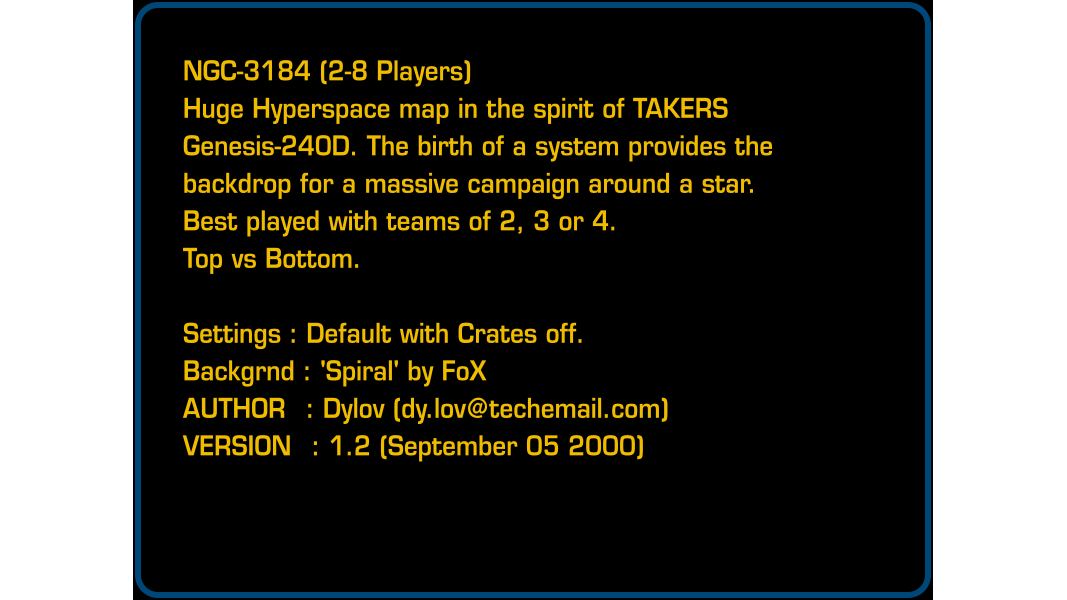 NGC-3184 (2-8 Players)
Huge Hyperspace map in the spirit of TAKERS
Genesis-240D. The birth of a system provides the
backdrop for a massive campaign around a star.
Best played with teams of 2, 3 or 4.
Top vs Bottom.
Settings : Default with Crates off.
Backgrnd : 'Spiral' by FoX
AUTHOR : Dylov (dy.lov@techemail.com)
VERSION : 1.2 (September 05 2000)